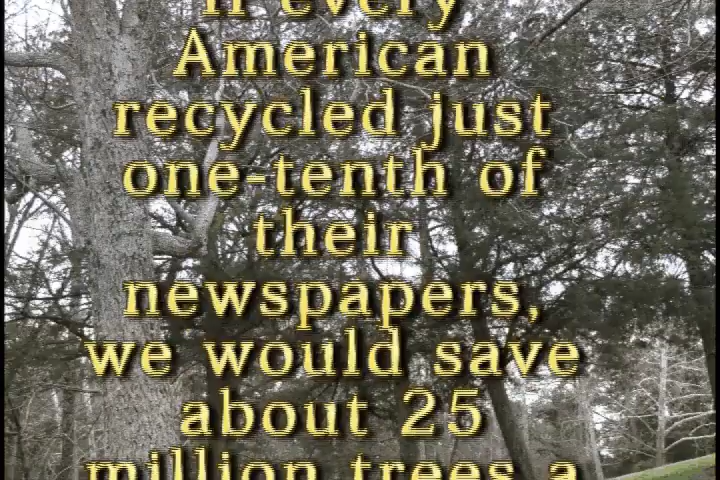 If every
American
recycled just
one-tenth of
their
newspapers,
we would save
about 25
million trees a